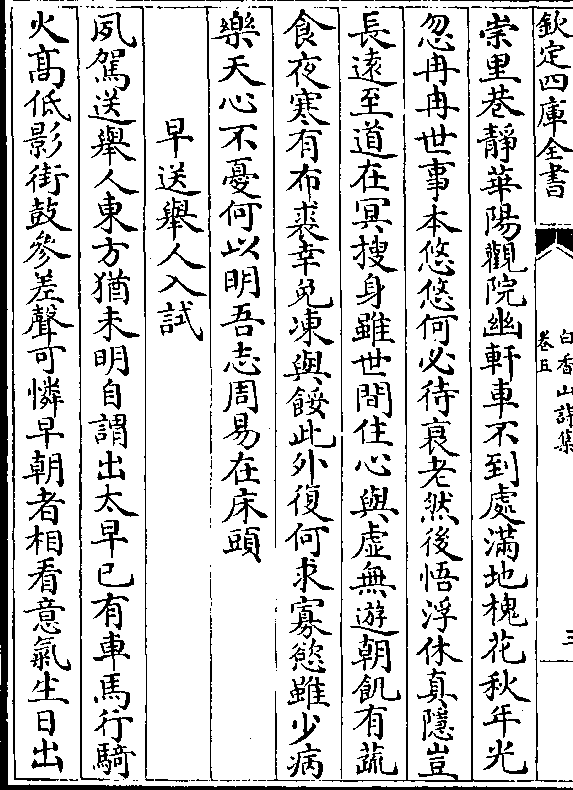 欽定四庫全書
白香山詩集
卷五
三
崇里巷靜華陽觀院幽軒車不到處滿地槐花秋年光
忽冉冉世事本悠悠何必待衰老然後悟浮休真隱豈
長遠至道在冥搜身雖世間住心與虛無遊朝飢有蔬
食夜寒有布裘幸免凍與餒此外復何求寡慾雖少病
樂天心不憂何以明吾志周易在床頭
早送舉人入試
夙駕送舉人東方猶未明自謂出太早已有車馬行騎
火髙低影街鼓參差聲可憐早朝者相看意氣生日出